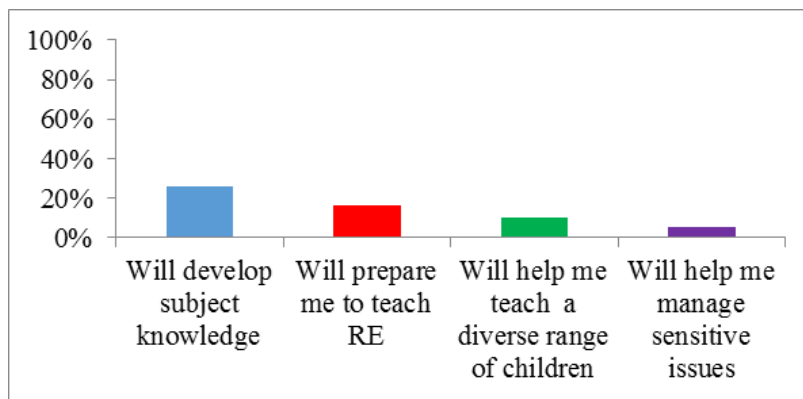 100%
80%
60%
40%
20%
0%
Will develop
subject
knowledge
Will prepare
me to teach
RE
Will help me
teach a
diverse range
of children
Will help me
manage
sensitive
issues